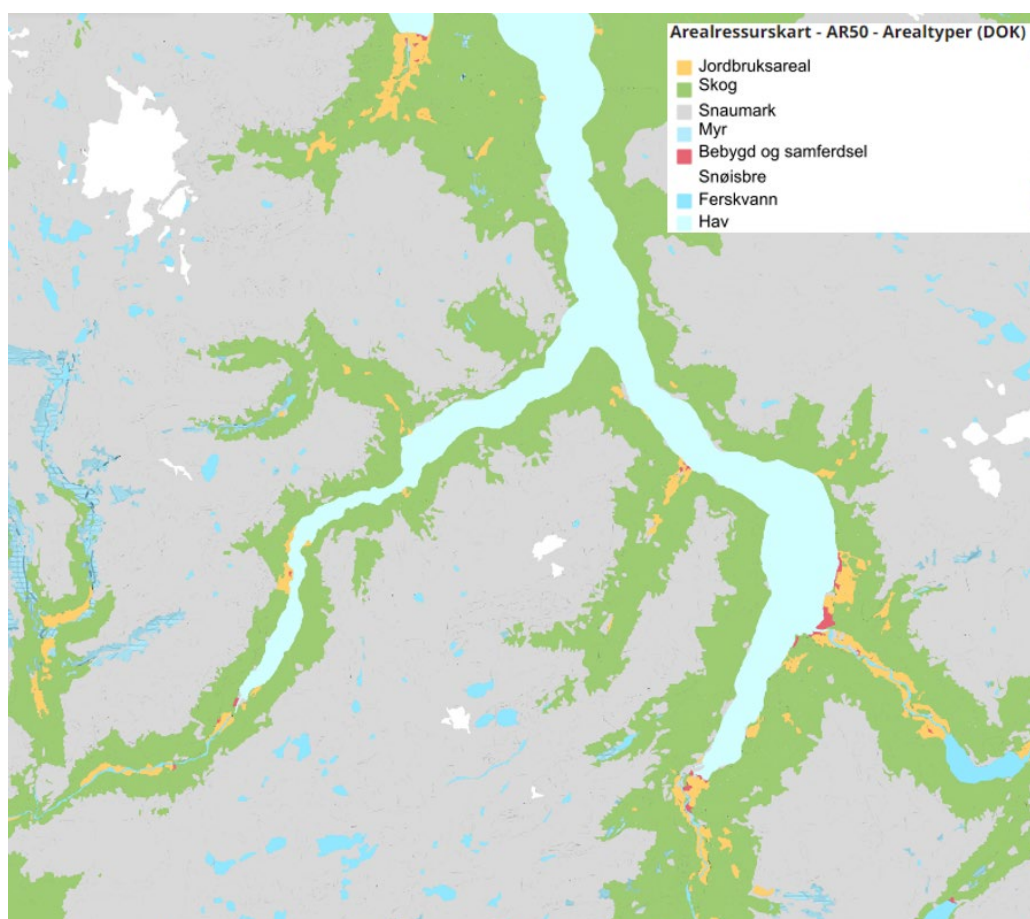 Arealressurskart - AR50 - Arealtyper (DOK)
Jordbruksareal
Skog
Snaumark
Myr
Bebygd og samferdsel
Snøisbre
Ferskvann
Hav